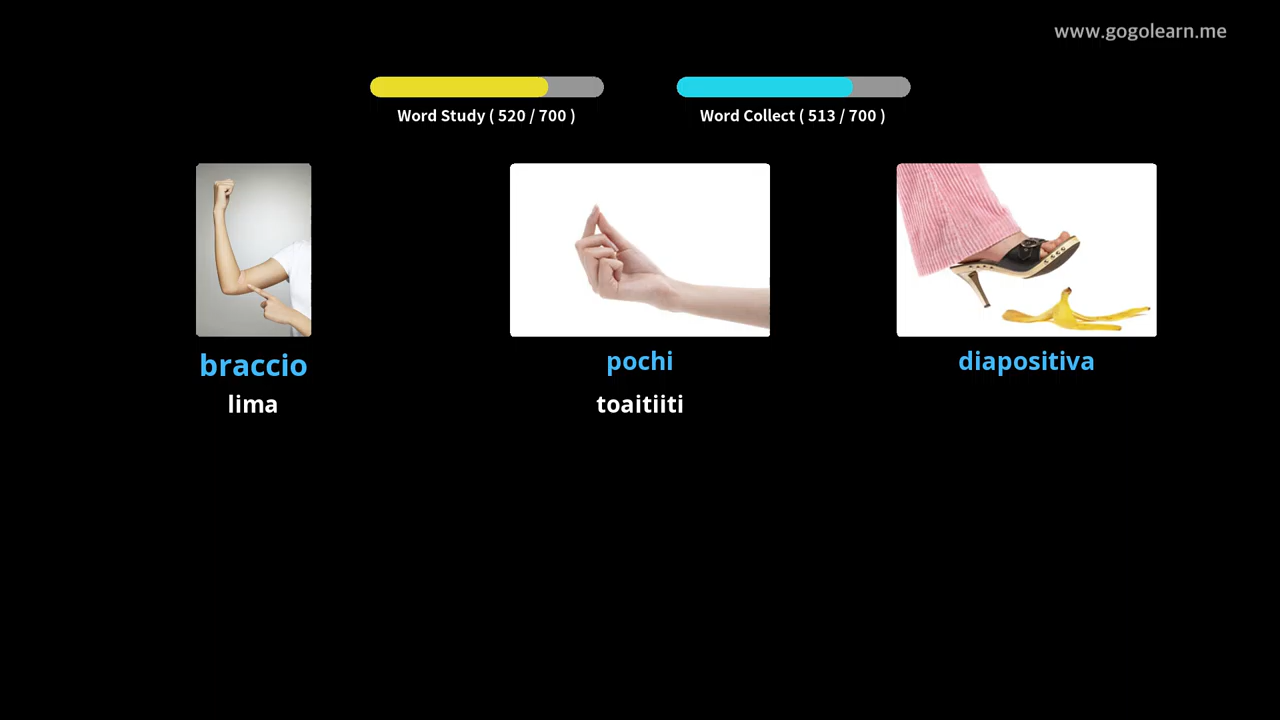 www.gogolearn.me
Word Study ( 520 / 700 )
Word Collect ( 513 / 700 )
braccio
lima
pochi
toaitiiti
diapositiva